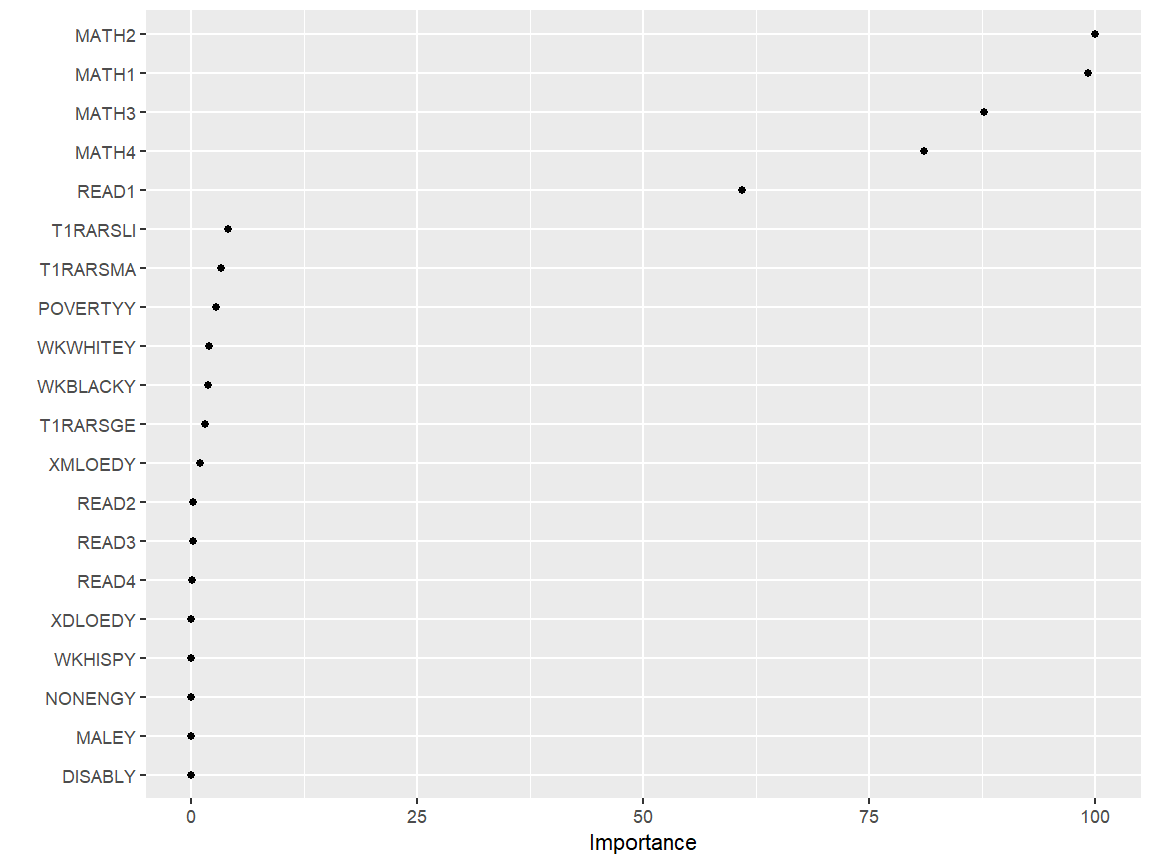 MATH2
MATH1
MATH3
MATH4
READ1
T1RARSLI
T1RARSMA
POVERTYY
WKWHITEY
WKBLACKY
T1RARSGE
XMLOEDY
READ2
READ3
READ4
XDLOEDY
WKHISPY
NONENGY
MALEY
DISABLY
0 25 50 75 100
Importance